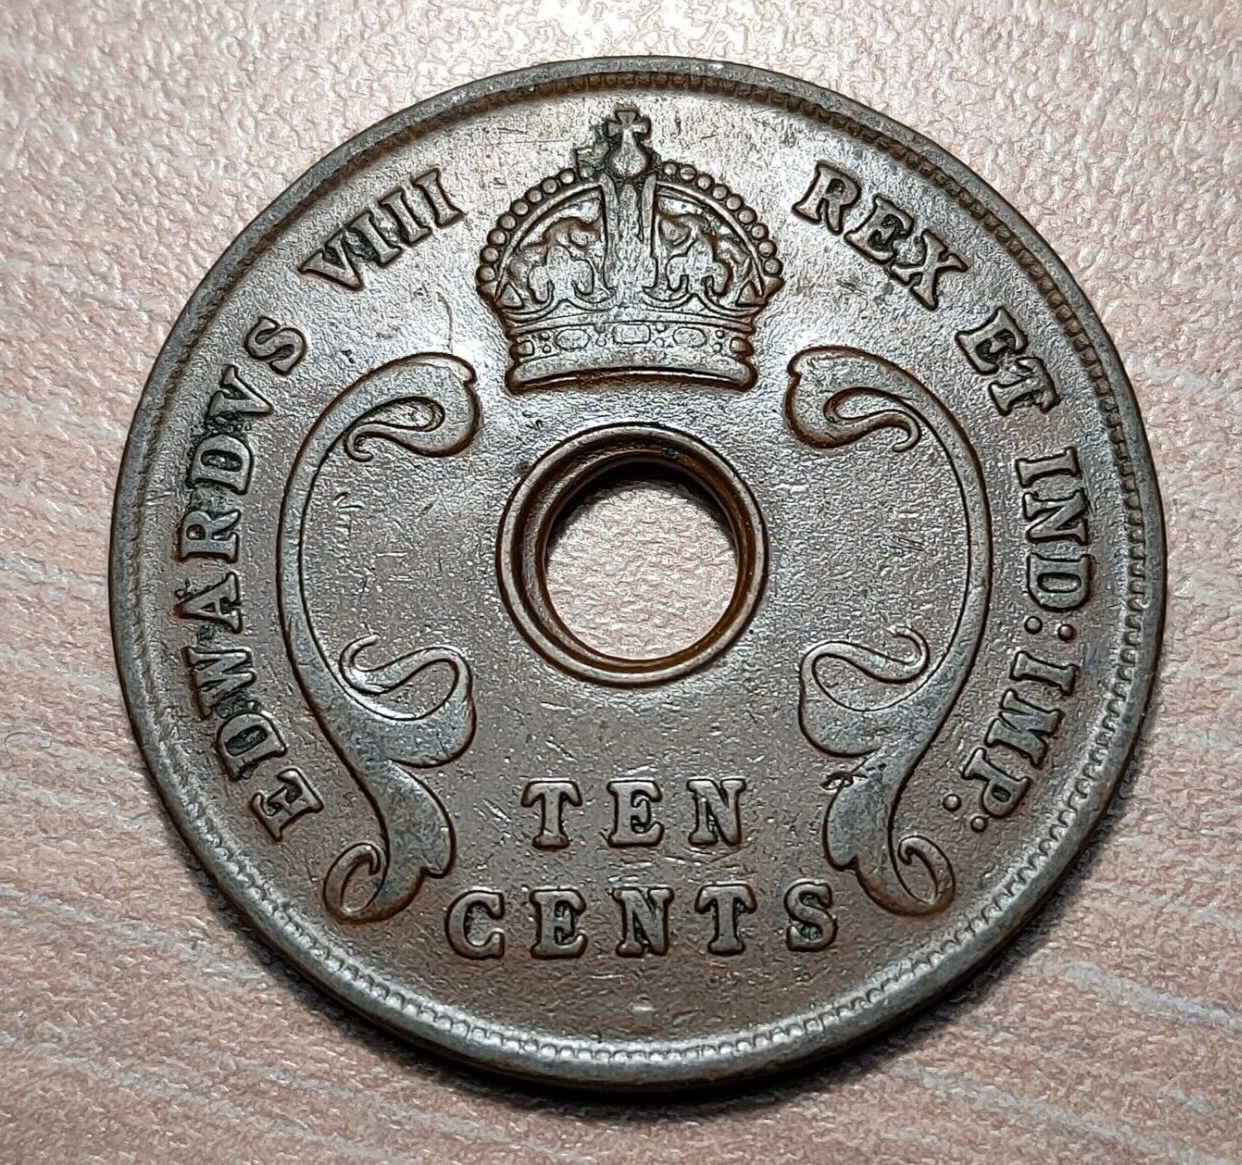 EDWARDVS VIII REX ET IND: IMP:
TEN
CENTS